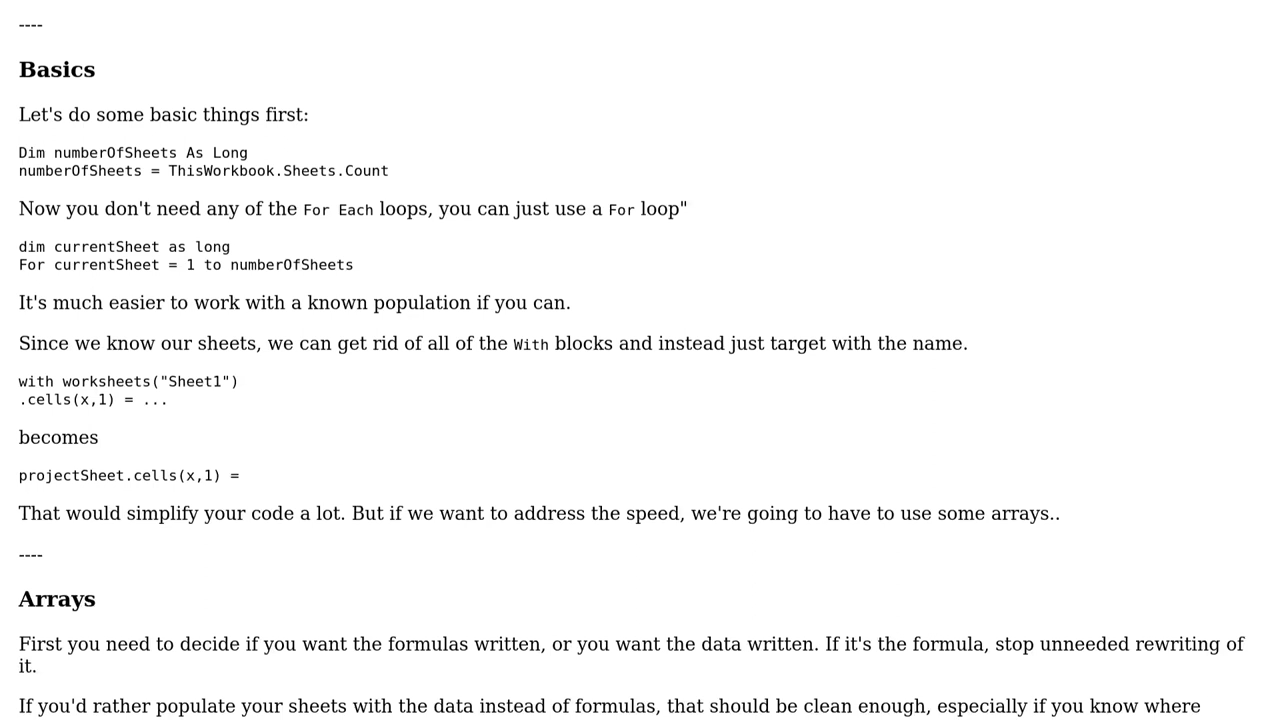 ----
Basics
Let's do some basic things first:
Dim numberOfSheets As Long
numberOfSheets = ThisWorkbook.Sheets.Count
Now you don't need any of the For Each loops, you can just use a For loop"
dim currentSheet as long
For currentSheet = 1 to numberOfSheets
It's much easier to work with a known population if you can.
Since we know our sheets, we can get rid of all of the With blocks and instead just target with the name.
with worksheets("Sheet1")
.cells(x,1) = ...
becomes
projectSheet.cells(x,1) =
That would simplify your code a lot. But if we want to address the speed, we're going to have to use some arrays..
----
Arrays
First you need to decide if you want the formulas written, or you want the data written. If it's the formula, stop unneeded rewriting of
it.
If you'd rather populate your sheets with the data instead of formulas, that should be clean enough, especially if you know where